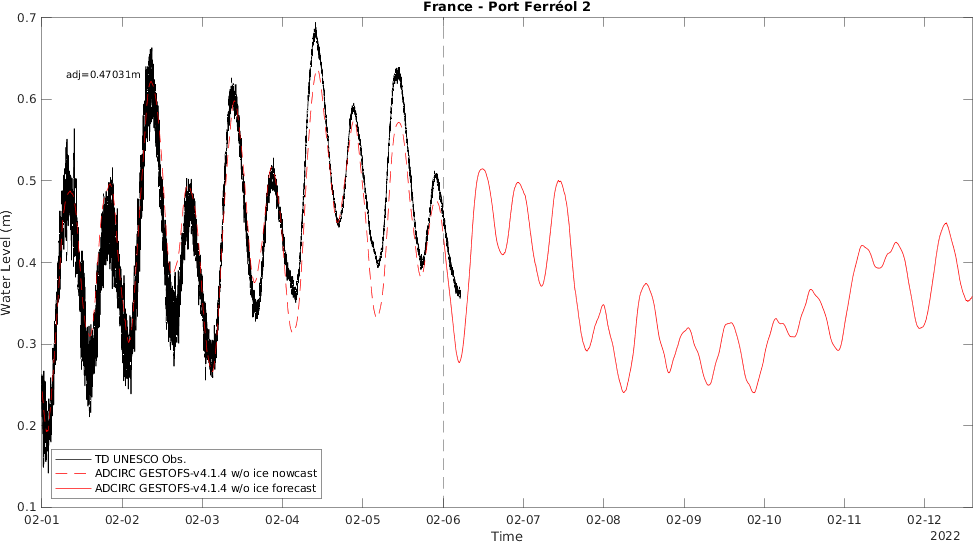 France - Port Ferréol 2
0.7
0.6
0.5
0.4
0.3
0.2
0.1
Water Level (m)
adj=0.47031m
TD UNESCO Obs.
ADCIRC GESTOFS-v4.1.4 w/o ice nowcast
ADCIRC GESTOFS-v4.1.4 w/o ice forecast
02-01 02-02 02-03 02-04 02-05 02-06 02-07 02-08 02-09 02-10 02-11 02-12
Time
2022